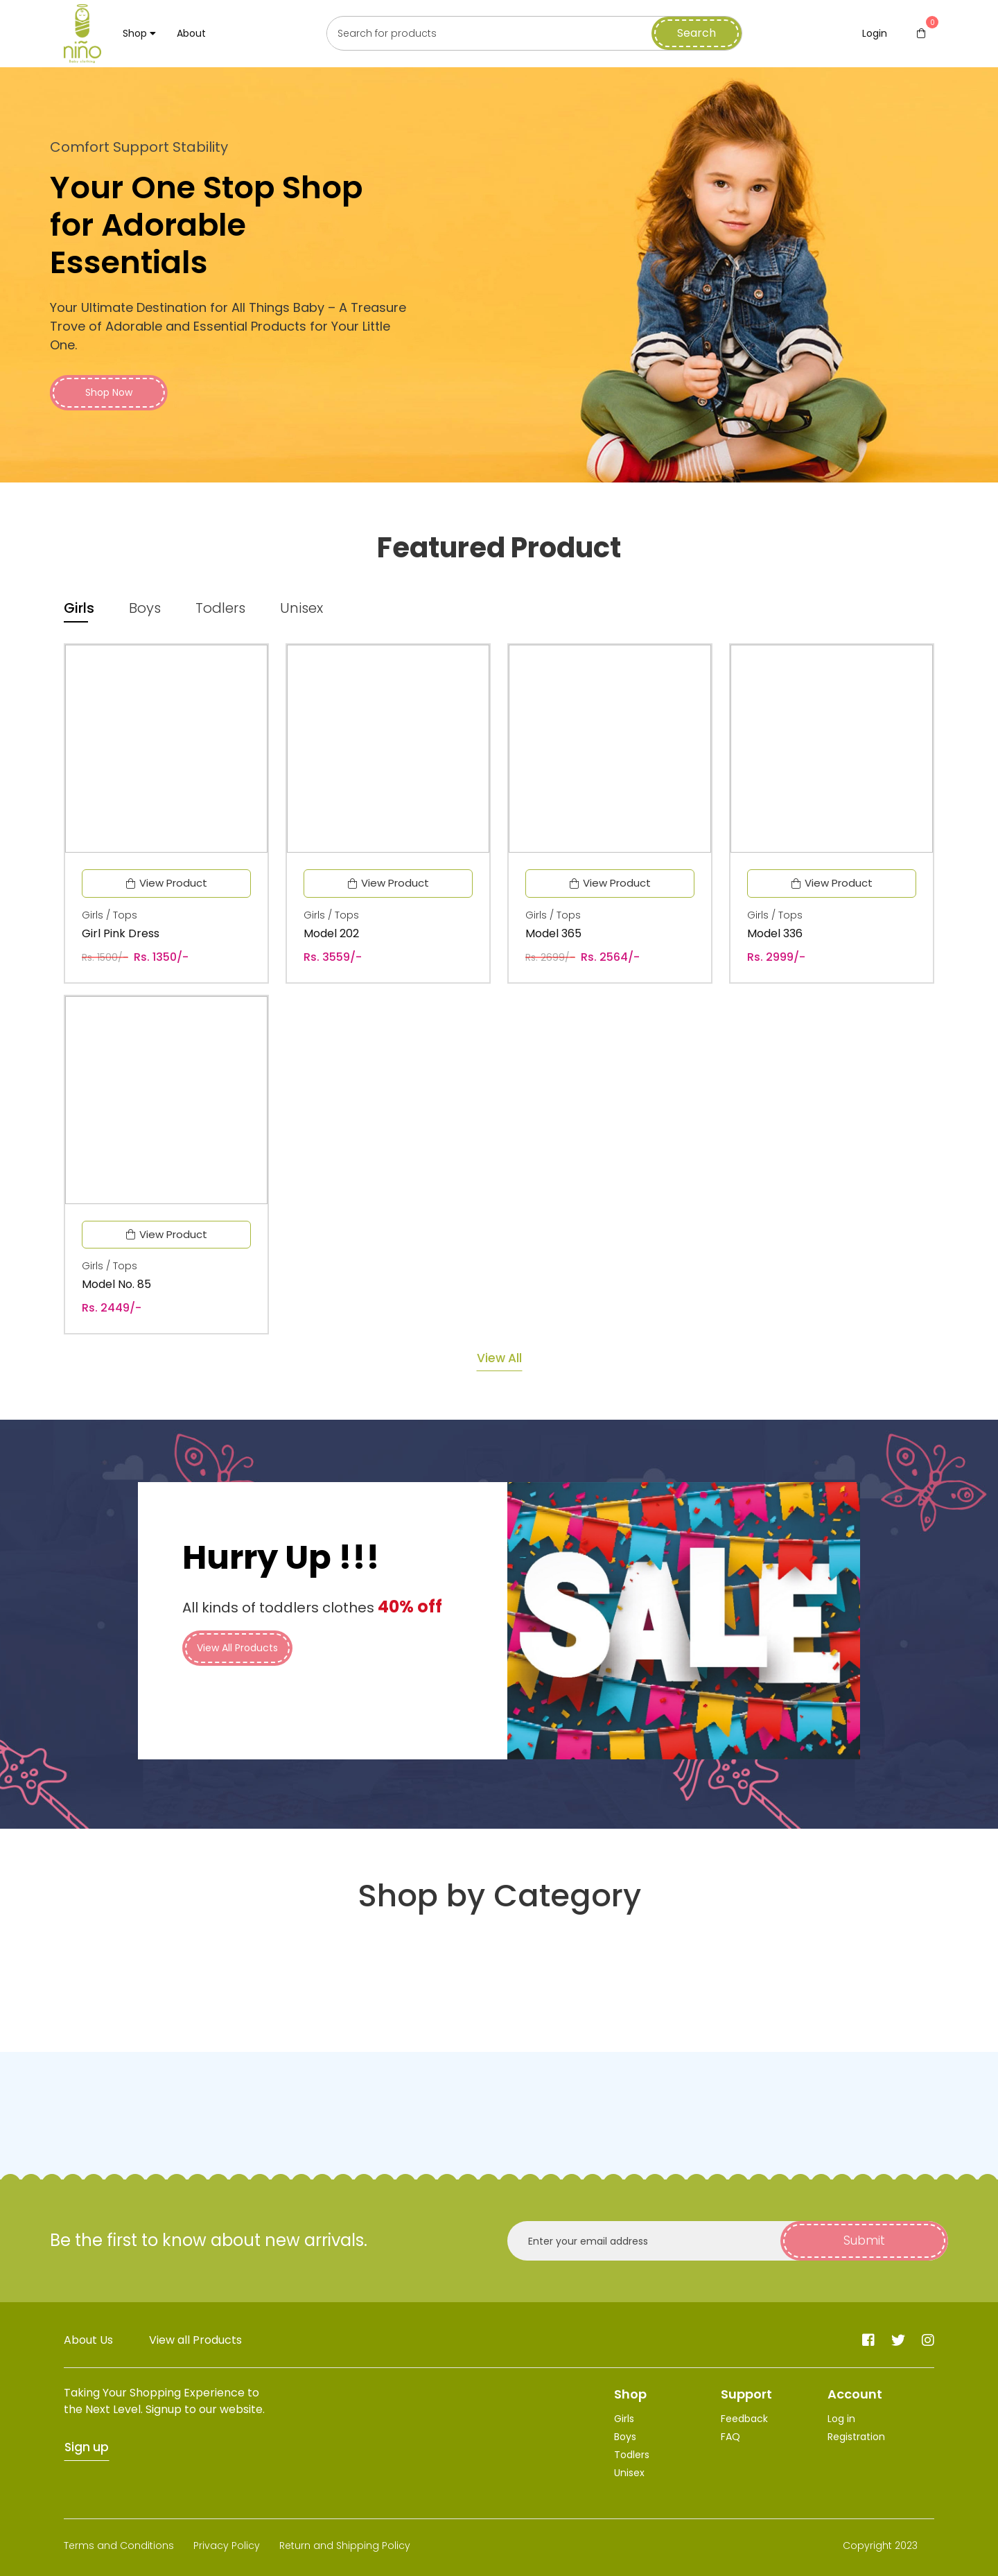 niño
Shop
About
Search for products
Search
Login
0
Comfort Support Stability
Your One Stop Shop
for Adorable
Essentials
Your Ultimate Destination for All Things Baby – A Treasure
Trove of Adorable and Essential Products for Your Little
One.
Shop Now
Featured Product
Girls
Boys
Todlers
Unisex
View Product
Girls / Tops
Girl Pink Dress
Rs. 1500/- Rs. 1350/-
View Product
Girls / Tops
Model 202
Rs. 3559/-
View Product
Girls / Tops
Model 365
Rs. 2699/- Rs. 2564/-
View Product
Girls / Tops
Model 336
Rs. 2999/-
View Product
Girls / Tops
Model No. 85
Rs. 2449/-
View All
Hurry Up !!!
All kinds of toddlers clothes 40% off
View All Products
SALE
Shop by Category
Be the first to know about new arrivals.
Enter your email address
Submit
About Us
View all Products
Taking Your Shopping Experience to
the Next Level. Signup to our website.
Sign up
Shop
Girls
Boys
Todlers
Unisex
Support
Feedback
FAQ
Account
Log in
Registration
Terms and Conditions
Privacy Policy
Return and Shipping Policy
Copyright 2023